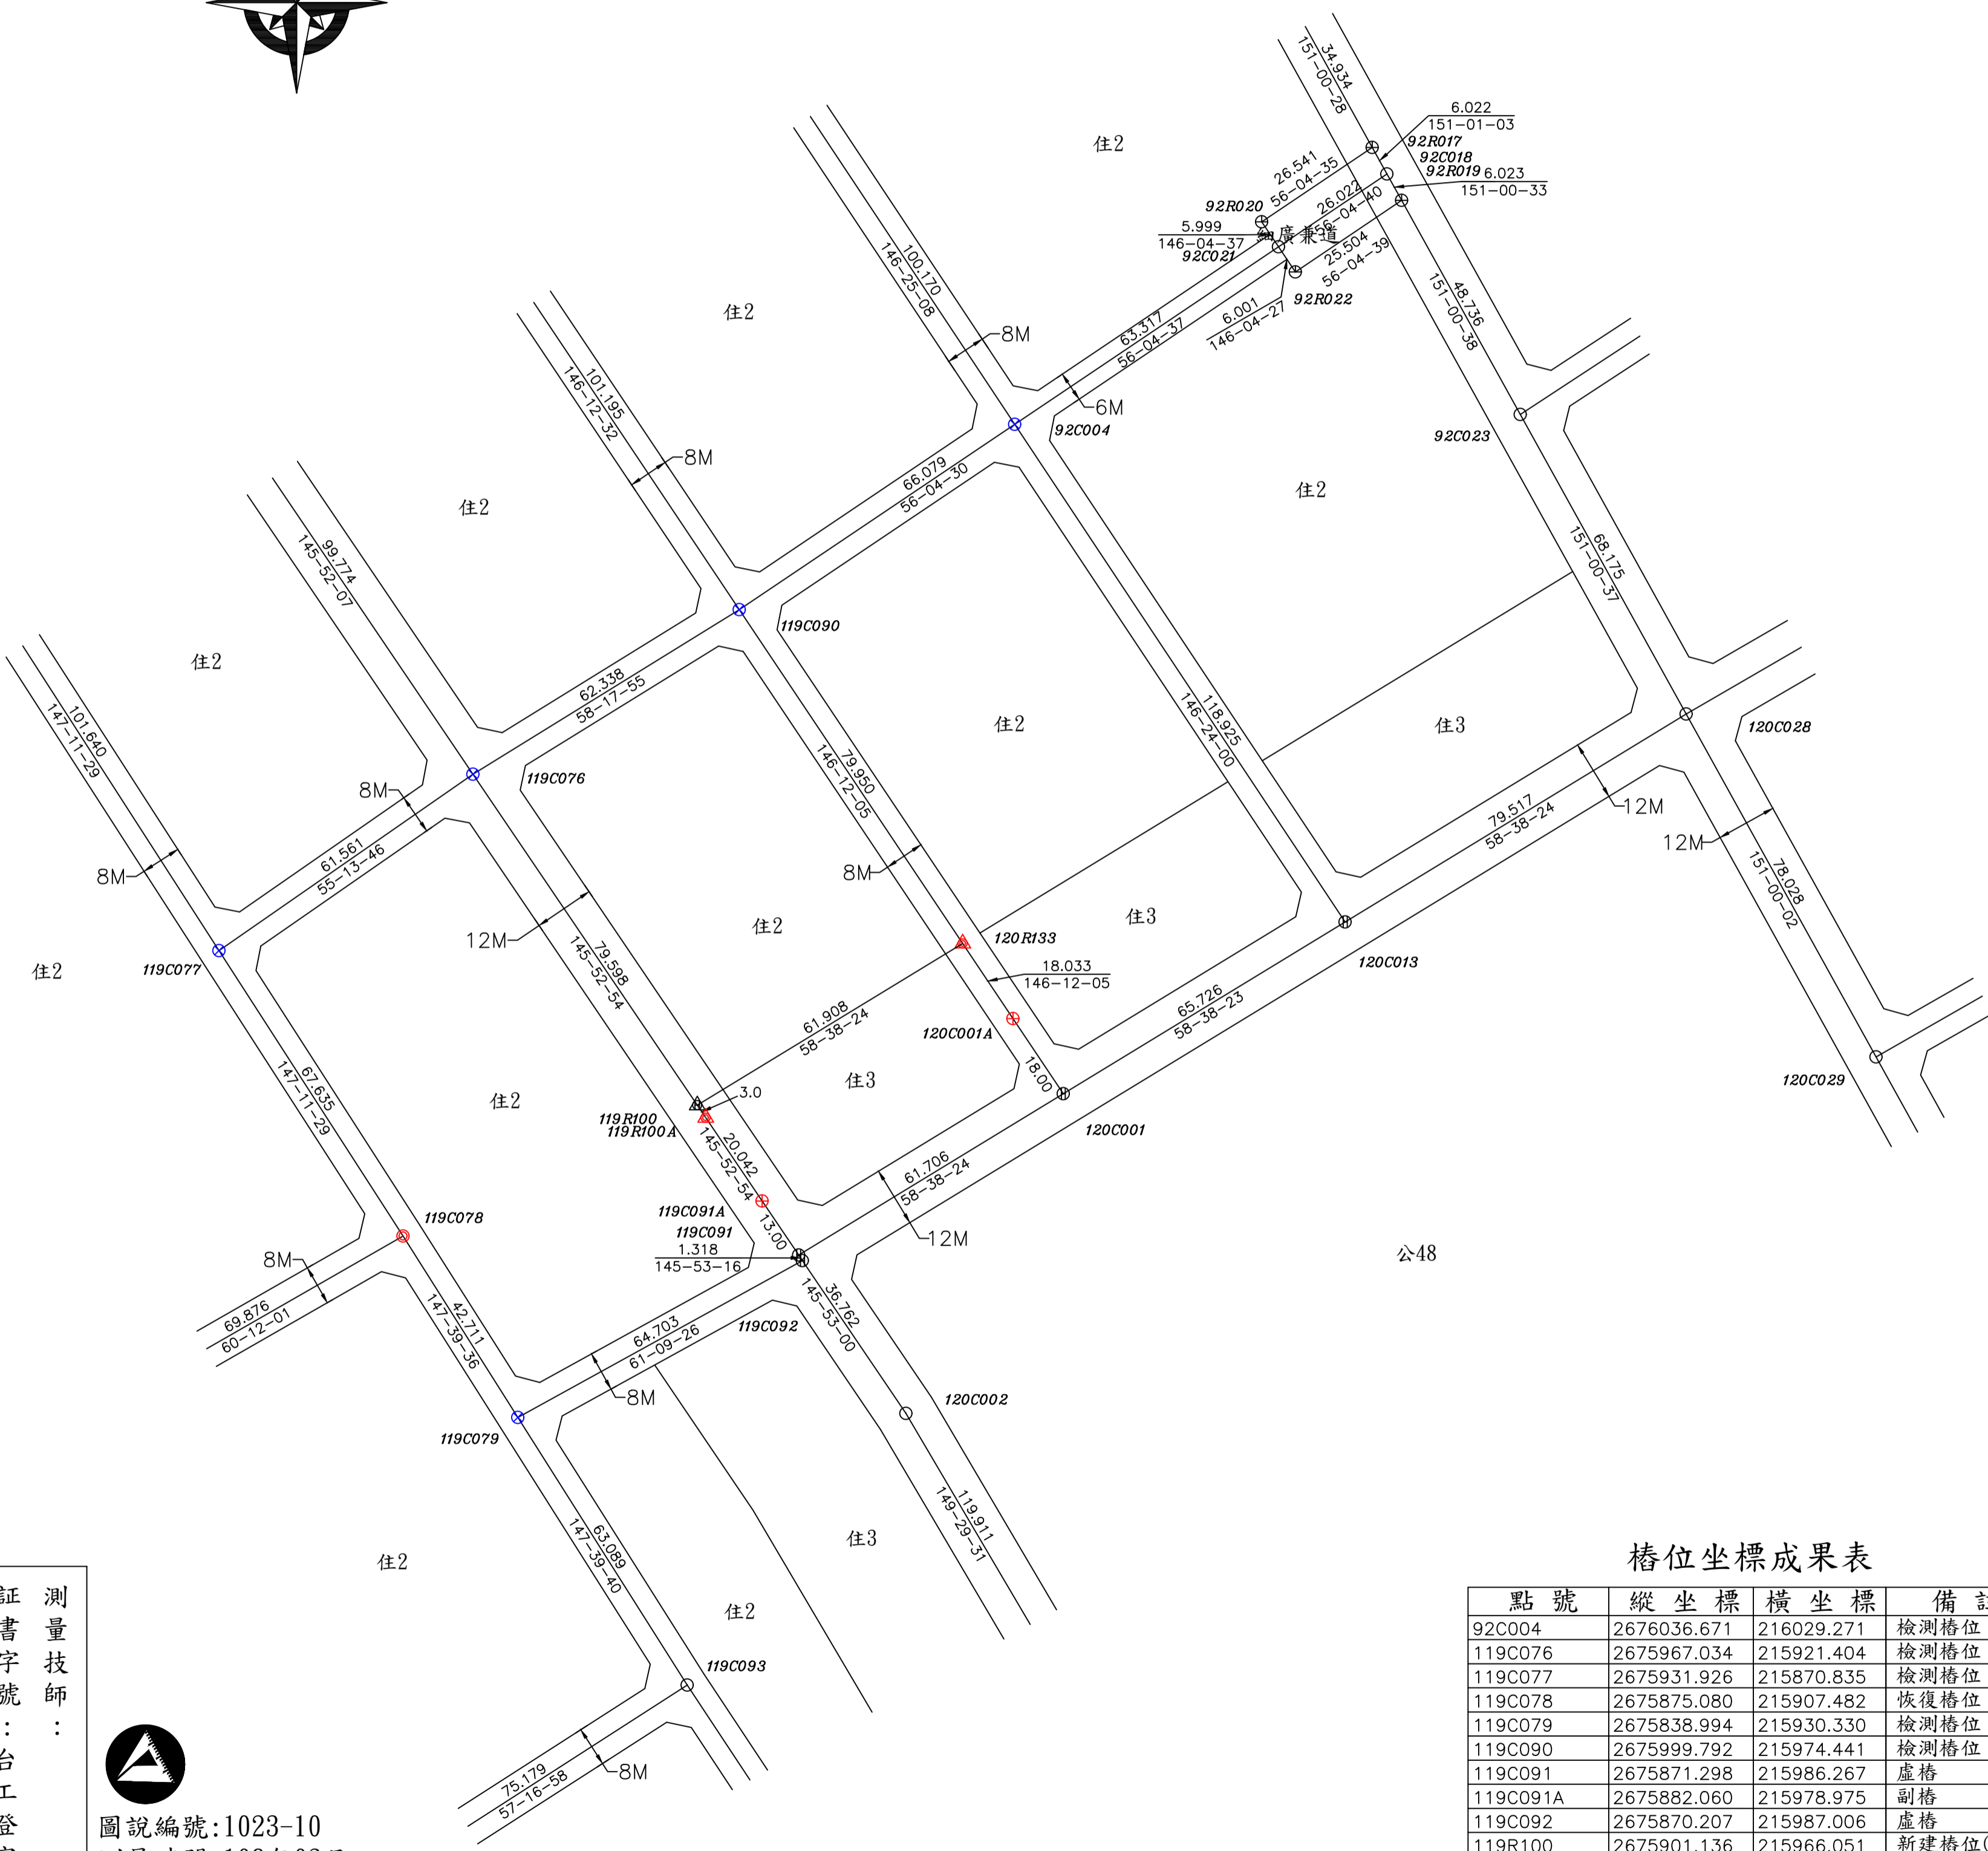 34.934
151-00-28
6.022
151-01-03
92R017
92C018
92R019
6.023
151-00-33
住2
26.541
56-04-35
26.022
56-04-40
92R020
5.999
146-04-37
92C021
細廣兼道
25.504
56-04-39
92R022
6.001
146-04-27
100.170
146-25-08
8M
63.317
56-04-37
6M
48.736
151-00-38
92C023
住2
101.195
146-12-32
8M
92C004
66.079
56-04-30
住2
住2
99.774
145-52-07
68.175
151-00-37
119C090
62.338
58-17-55
住2
101.640
147-11-29
住2
118.925
146-24-00
住3
120C028
79.950
146-12-05
119C076
8M
8M
61.561
55-13-46
8M
79.517
58-38-24
12M
12M
78.028
151-00-02
住2
住3
12M
79.598
145-52-54
120R133
18.033
146-12-05
120C013
119C077
住2
65.726
58-38-23
61.908
58-38-24
120C001A
住3
18.00
120C029
67.635
147-11-29
住2
3.0
119R100
119R100A
20.042
145-52-54
120C001
61.706
58-38-24
119C091A
119C091
1.318
145-53-16
13.00
12M
119C078
公48
8M
69.876
60-12-01
42.711
147-39-36
64.703
61-09-26
119C092
36.762
145-53-00
8M
120C002
119C079
119.911
149-29-31
63.089
147-39-40
住3
住2
住2
119C093
75.179
57-16-58
8M
測量技師：
証書字號：台工登字
圖說編號:1023-10
樁位坐標成果表
點 號 縱 坐 標 橫 坐 標 備 註
92C004 2676036.671 216029.271 檢測樁位
119C076 2675967.034 215921.404 檢測樁位
119C077 2675931.926 215870.835 檢測樁位
119C078 2675875.080 215907.482 恢復樁位
119C079 2675838.994 215930.330 檢測樁位
119C090 2675999.792 215974.441 檢測樁位
119C091 2675871.298 215986.267 虛樁
119C091A 2675882.060 215978.975 副樁
119C092 2675870.207 215987.006 虛樁
119R100 2675901.136 215966.051 新建樁位(